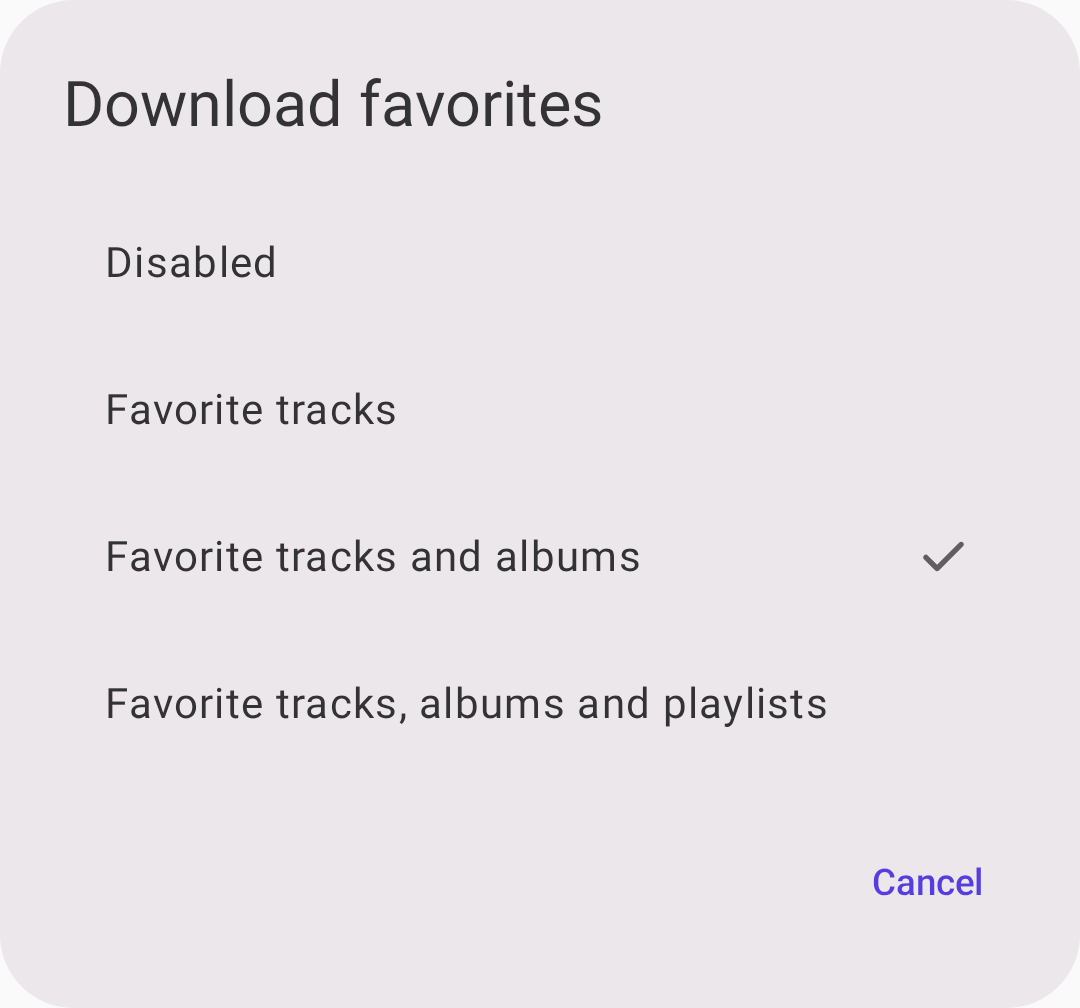 Download favorites
Disabled
Favorite tracks
Favorite tracks and albums
Favorite tracks, albums and playlists
Cancel